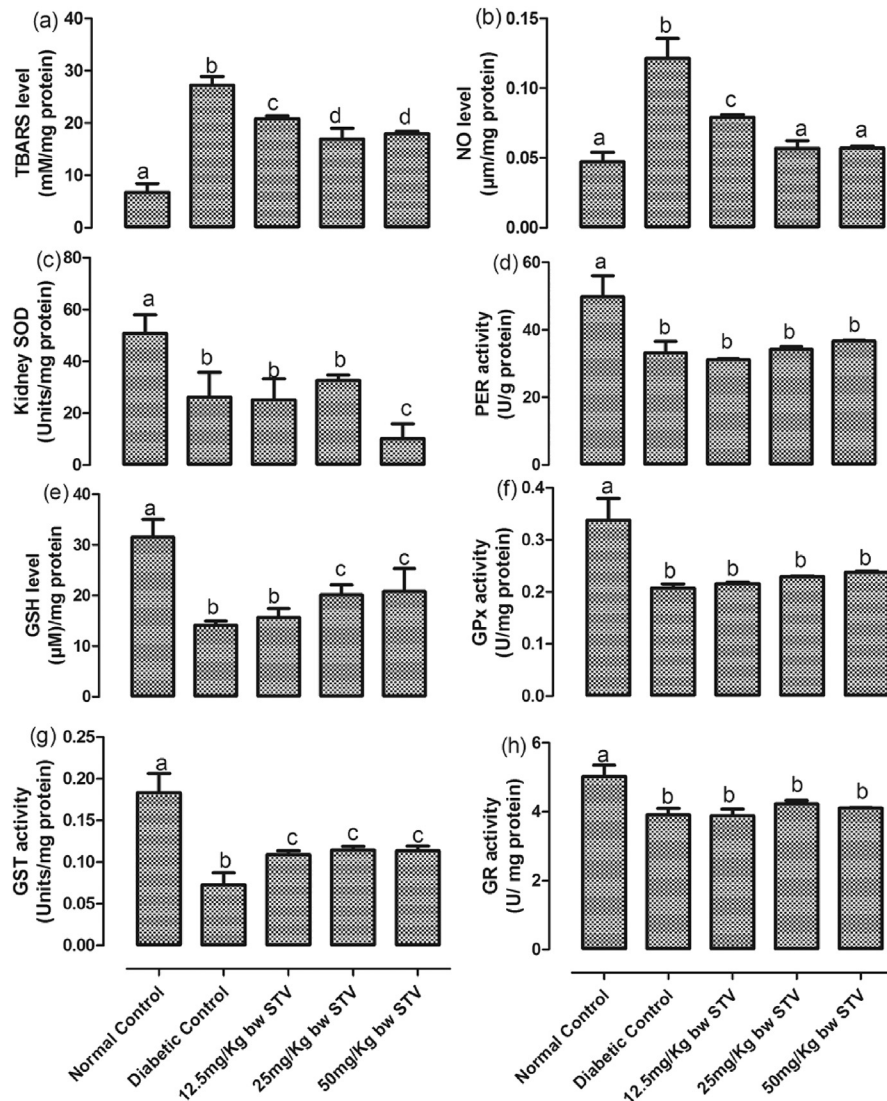 (a)
TBARS level
(mM/mg protein)
40
30
20
10
0
a
b
c
d
d
(b)
NO level
(µm/mg protein)
0.15
0.10
0.05
0.00
a
b
c
a
a
(c)
Kidney SOD
(Units/mg protein)
80
60
40
20
0
a
b
b
b
c
(d)
PER activity
(U/g protein)
60
40
20
0
a
b
b
b
b
(e)
GSH level
(µM)/mg protein
40
30
20
10
0
a
b
b
c
c
(f)
GPx activity
(U/mg protein)
0.4
0.3
0.2
0.1
0.0
a
b
b
b
b
(g)
GST activity
(Units/mg protein)
0.25
0.20
0.15
0.10
0.05
0.00
a
b
c
c
c
(h)
GR activity
(U/ mg protein)
6
4
2
0
a
b
b
b
b
Normal Control
Diabetic Control
12.5mg/Kg bw STV
25mg/Kg bw STV
50mg/Kg bw STV
Normal Control
Diabetic Control
12.5mg/Kg bw STV
25mg/Kg bw STV
50mg/Kg bw STV